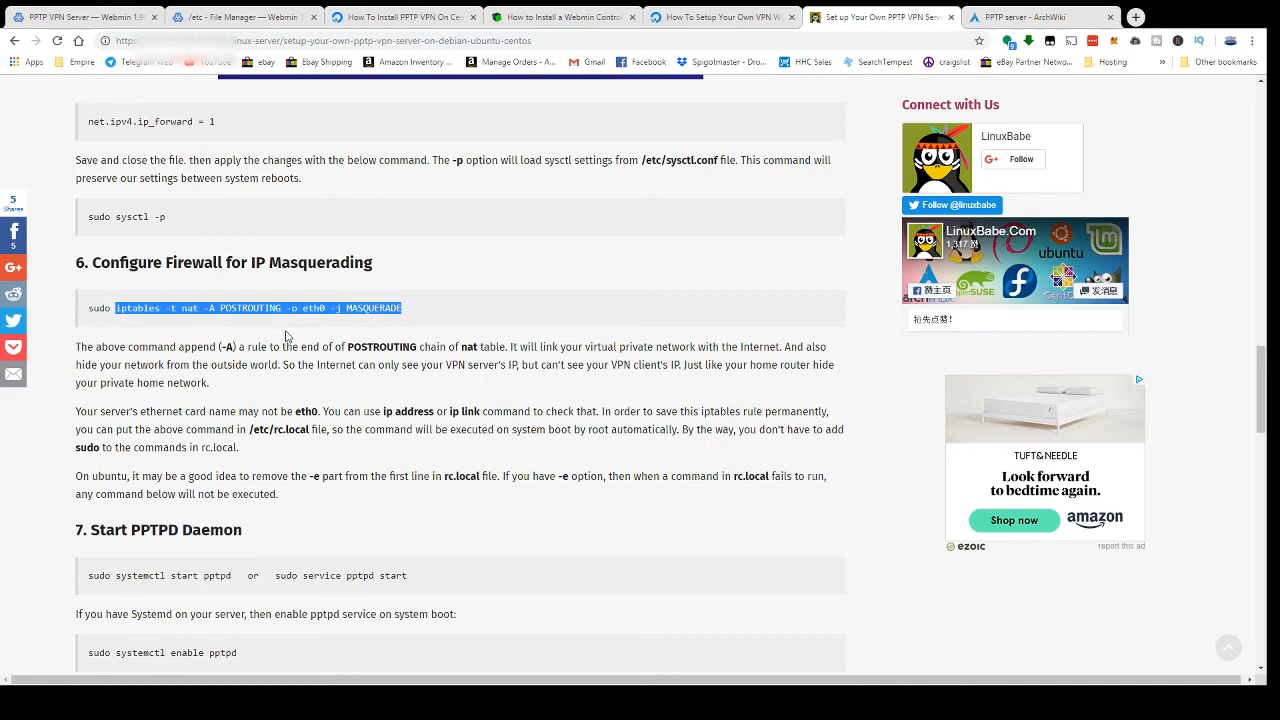 PPTP VPN Server – Webmin 1.9
/etc - File Manager — Webmin 1
How To Install PPTP VPN On Cen
How to Install a Webmin Control
How To Setup Your Own VPN W
Set up Your Own PPTP VPN Serv
PPTP server - ArchWiki
https://
/linux-server/setup-your-own-pptp-vpn-server-on-debian-ubuntu-centos
Apps
Empire
Telegram Web
YouTube
ebay
Ebay Shipping
Amazon Inventory ...
Manage Orders - A...
Gmail
Facebook
Spigotmaster - Dro...
HHC Sales
SearchTempest
craigslist
eBay Partner Netwo...
Hosting
»
Other bookmarks
5
Shares
5
net.ipv4.ip_forward = 1
Save and close the file. then apply the changes with the below command. The -p option will load sysctl settings from /etc/sysctl.conf file. This command will
preserve our settings between system reboots.
sudo sysctl -p
6. Configure Firewall for IP Masquerading
sudo iptables -t nat -A POSTROUTING -o eth0 -j MASQUERADE
The above command append (-A) a rule to the end of of POSTROUTING chain of nat table. It will link your virtual private network with the Internet. And also
hide your network from the outside world. So the Internet can only see your VPN server's IP, but can't see your VPN client's IP. Just like your home router hide
your private home network.
Your server's ethernet card name may not be eth0. You can use ip address or ip link command to check that. In order to save this iptables rule permanently,
you can put the above command in /etc/rc.local file, so the command will be executed on system boot by root automatically. By the way, you don't have to add
sudo to the commands in rc.local.
On ubuntu, it may be a good idea to remove the -e part from the first line in rc.local file. If you have -e option, then when a command in rc.local fails to run,
any command below will not be executed.
7. Start PPTPD Daemon
sudo systemctl start pptpd or sudo service pptpd start
If you have Systemd on your server, then enable pptpd service on system boot:
sudo systemctl enable pptpd
Connect with Us
LinuxBabe
G+ Follow
Follow @linuxbabe
LinuxBabe.Com
1,317 赞
ubuntu
openSUSE
赞主页
发消息
抢先点赞！
TUFT&NEEDLE
Look forward
to bedtime again.
Shop now
amazon
ezoic
report this ad